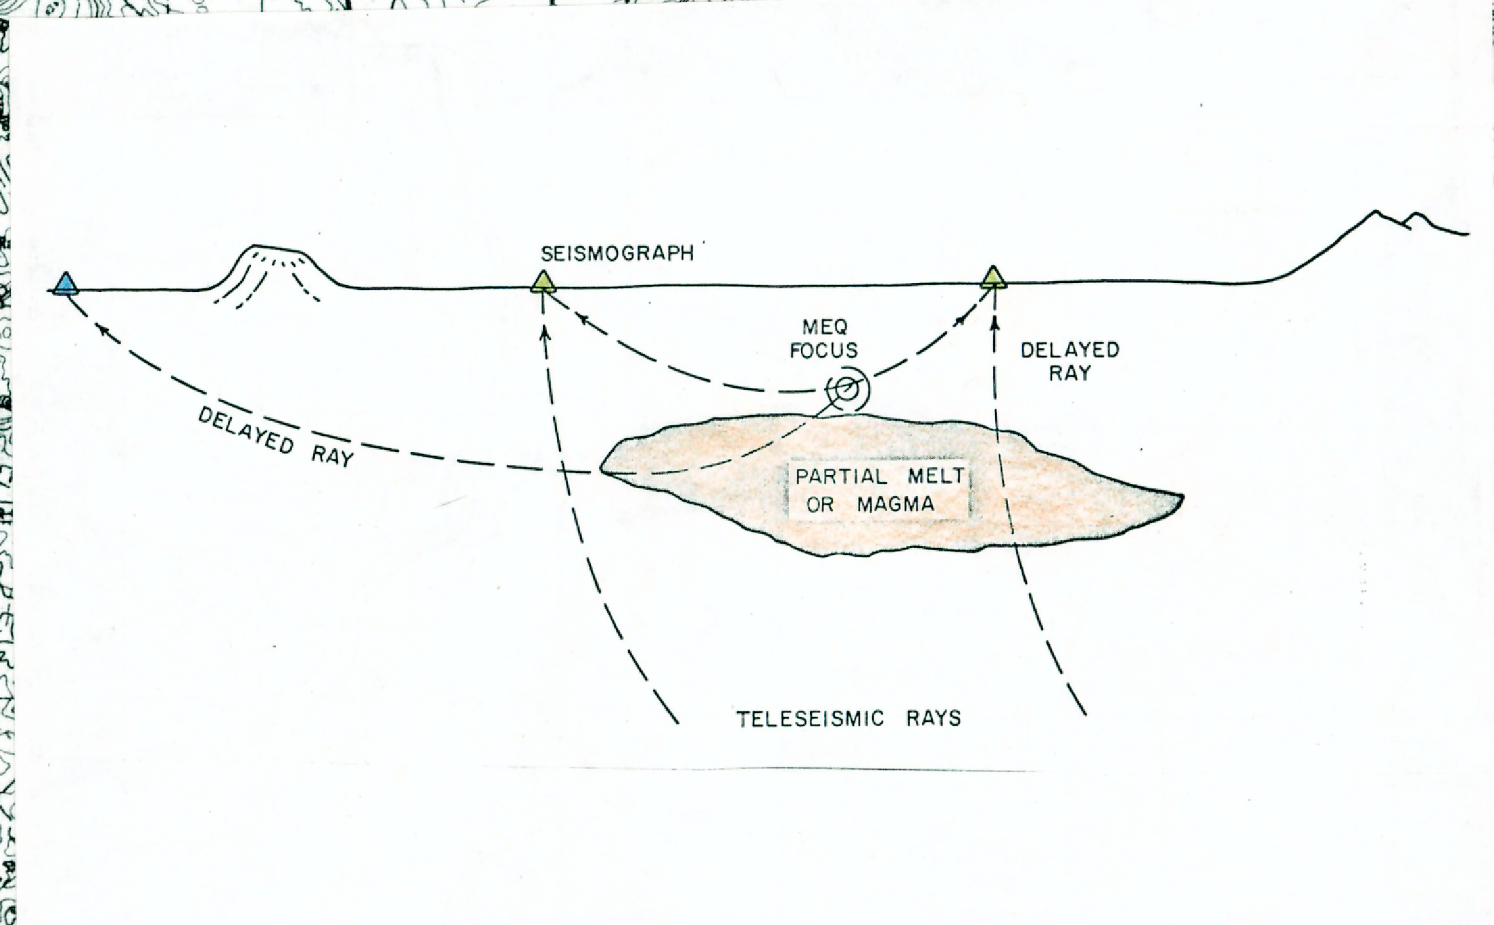 SEISMOGRAPH
MEQ
FOCUS
DELAYED
RAY
DELAYED RAY
PARTIAL MELT
OR MAGMA
TELESEISMIC RAYS